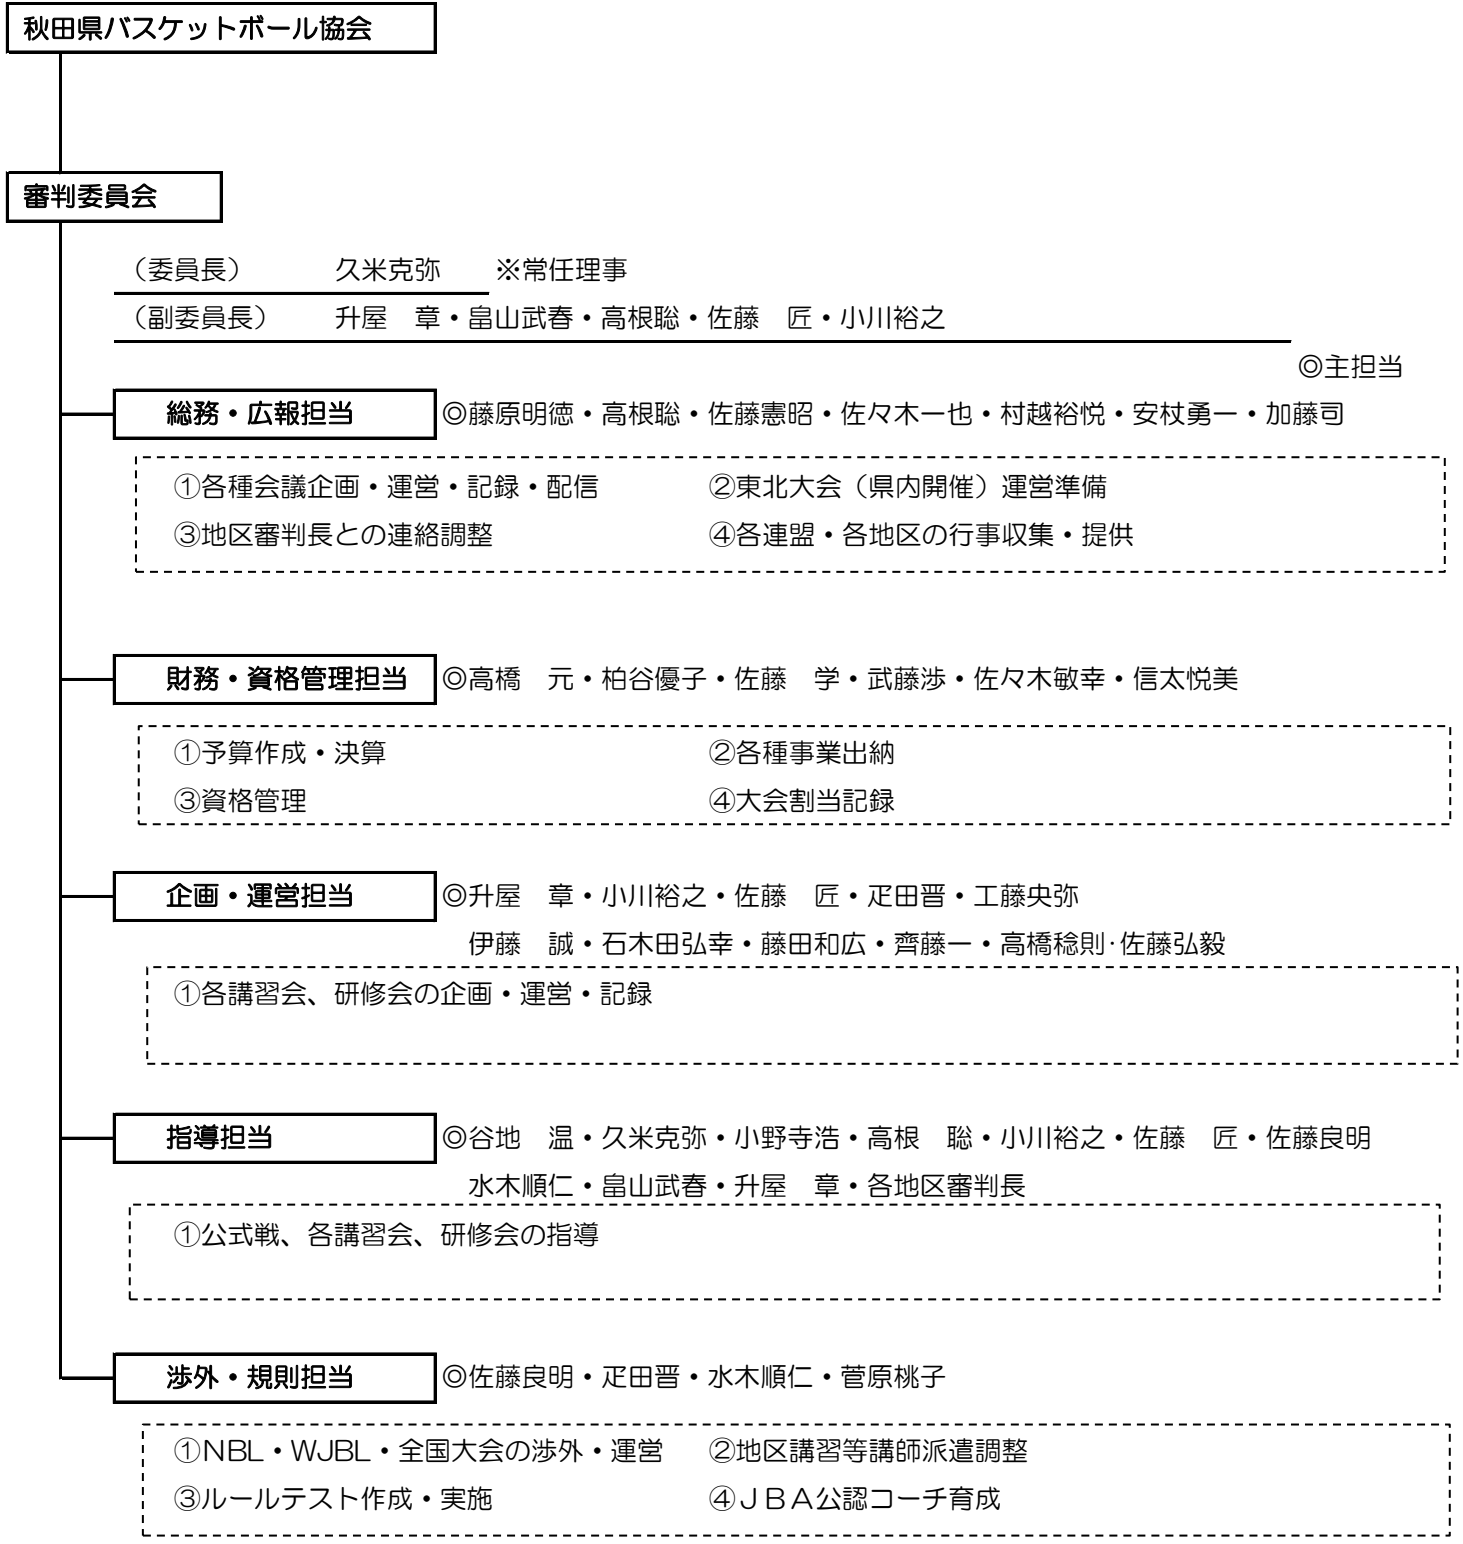 秋田県バスケットボール協会
審判委員会
（委員長）　久米克弥　※常任理事
（副委員長）　升屋　章・畠山武春・高根聡・佐藤　匠・小川裕之
◎主担当
総務・広報担当　◎藤原明徳・高根聡・佐藤憲昭・佐々木一也・村越裕悦・安杖勇一・加藤司
①各種会議企画・運営・記録・配信　②東北大会（県内開催）運営準備
③地区審判長との連絡調整　④各連盟・各地区の行事収集・提供
財務・資格管理担当　◎高橋　元・柏谷優子・佐藤　学・武藤渉・佐々木敏幸・信太悦美
①予算作成・決算　②各種事業出納
③資格管理　④大会割当記録
企画・運営担当　◎升屋　章・小川裕之・佐藤　匠・疋田晋・工藤央弥
伊藤　誠・石木田弘幸・藤田和広・齊藤一・高橋稔則･佐藤弘毅
①各講習会、研修会の企画・運営・記録
指導担当　◎谷地　温・久米克弥・小野寺浩・高根　聡・小川裕之・佐藤　匠・佐藤良明
水木順仁・畠山武春・升屋　章・各地区審判長
①公式戦、各講習会、研修会の指導
渉外・規則担当　◎佐藤良明・疋田晋・水木順仁・菅原桃子
①NBL・WJBL・全国大会の渉外・運営　②地区講習等講師派遣調整
③ルールテスト作成・実施　④ＪＢＡ公認コーチ育成